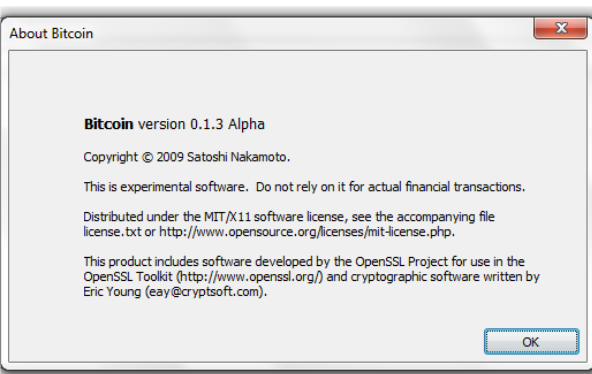 About Bitcoin
Bitcoin version 0.1.3 Alpha
Copyright © 2009 Satoshi Nakamoto.
This is experimental software.  Do not rely on it for actual financial transactions.
Distributed under the MIT/X11 software license, see the accompanying file
license.txt or http://www.opensource.org/licenses/mit-license.php.
This product includes software developed by the OpenSSL Project for use in the
OpenSSL Toolkit (http://www.openssl.org/) and cryptographic software written by
Eric Young (eay@cryptsoft.com).
OK